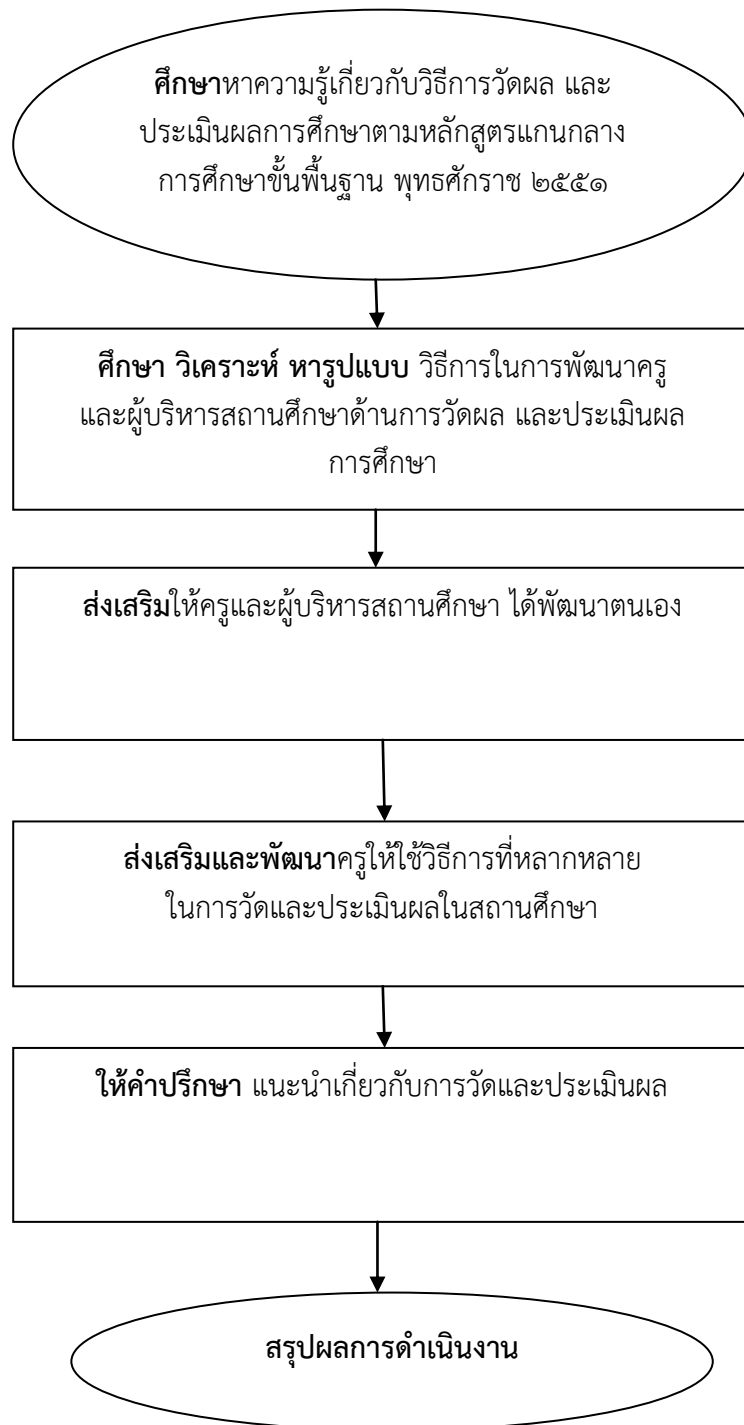 ศึกษาหาความรู้เกี่ยวกับวิธีการวัดผล และ
ประเมินผลการศึกษาตามหลักสูตรแกนกลาง
การศึกษาขั้นพื้นฐาน พุทธศักราช ๒๕๕๑
ศึกษา วิเคราะห์ หารูปแบบ วิธีการในการพัฒนาครู
และผู้บริหารสถานศึกษาด้านการวัดผล และประเมินผล
การศึกษา
ส่งเสริมให้ครูและผู้บริหารสถานศึกษา ได้พัฒนาตนเอง
ส่งเสริมและพัฒนาครูให้ใช้วิธีการที่หลากหลาย
ในการวัดและประเมินผลในสถานศึกษา
ให้คำปรึกษา แนะนำเกี่ยวกับการวัดและประเมินผล
สรุปผลการดำเนินงาน